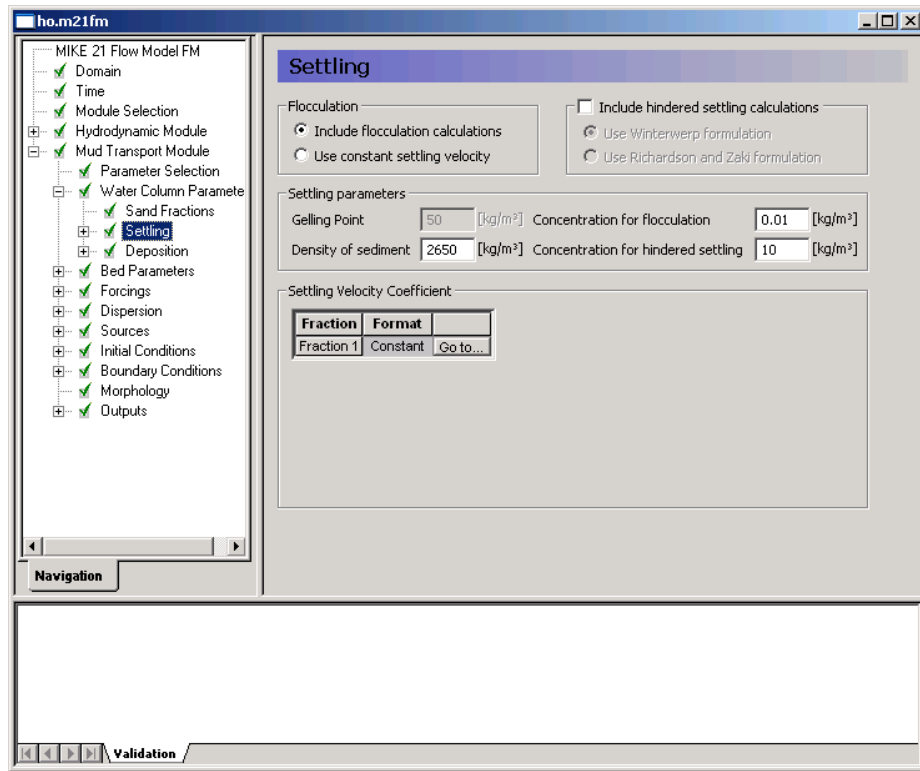 ho.m21fm
MIKE 21 Flow Model FM
Domain
Time
Module Selection
Hydrodynamic Module
Mud Transport Module
Parameter Selection
Water Column Paramete
Sand Fractions
Settling
Deposition
Bed Parameters
Forcings
Dispersion
Sources
Initial Conditions
Boundary Conditions
Morphology
Outputs
Navigation
Settling
Flocculation
Include flocculation calculations
Use constant settling velocity
Include hindered settling calculations
Use Winterwerp formulation
Use Richardson and Zaki formulation
Settling parameters
Gelling Point 50 [kg/m³] Concentration for flocculation 0.01 [kg/m³]
Density of sediment 2650 [kg/m³] Concentration for hindered settling 10 [kg/m³]
Settling Velocity Coefficient
Fraction Format
Fraction 1 Constant Go to...
Validation